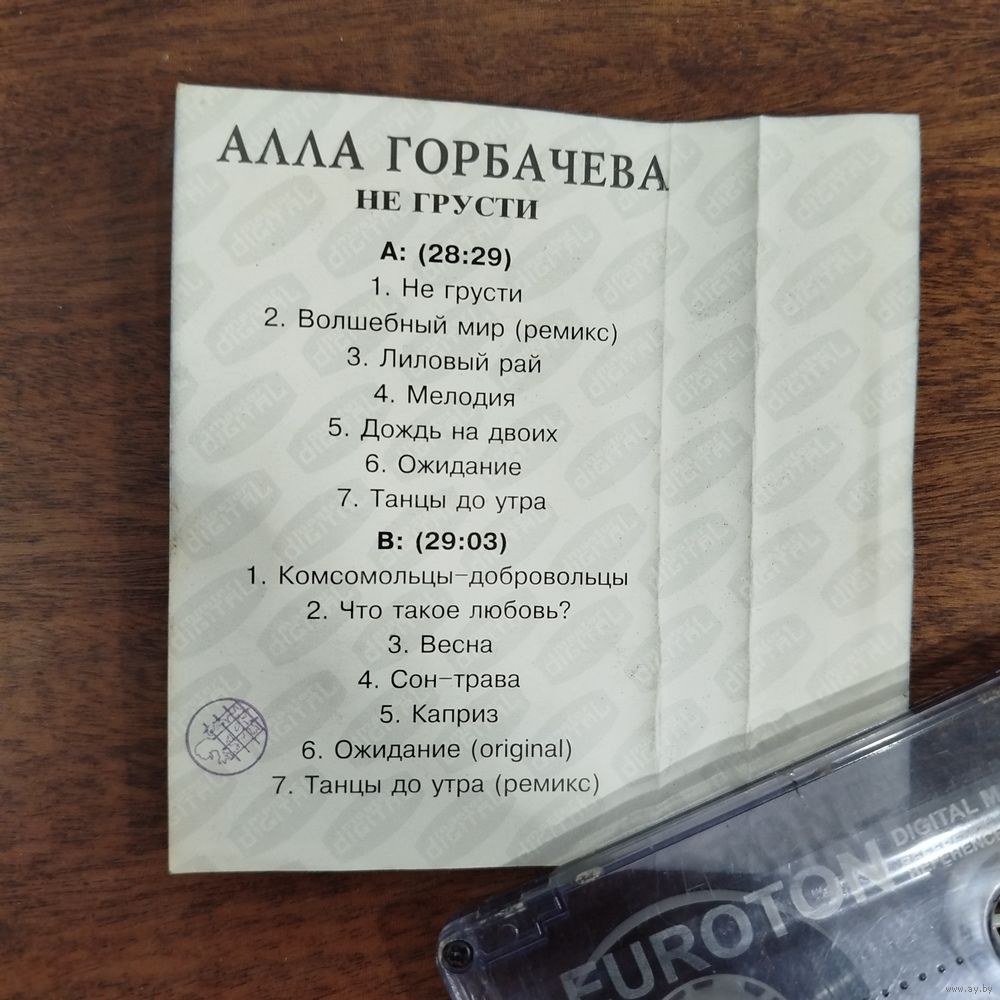 АЛЛА ГОРБАЧЕВА
НЕ ГРУСТИ
А: (28:29)
1. Не грусти
2. Волшебный мир (ремикс)
3. Лиловый рай
4. Мелодия
5. Дождь на двоих
6. Ожидание
7. Танцы до утра
В: (29:03)
1. Комсомольцы-добровольцы
2. Что такое любовь?
3. Весна
4. Сон-трава
5. Каприз
6. Ожидание (original)
7. Танцы до утра (ремикс)
EUROTON
DIGITAL M
REFERENCE
www.ay.by